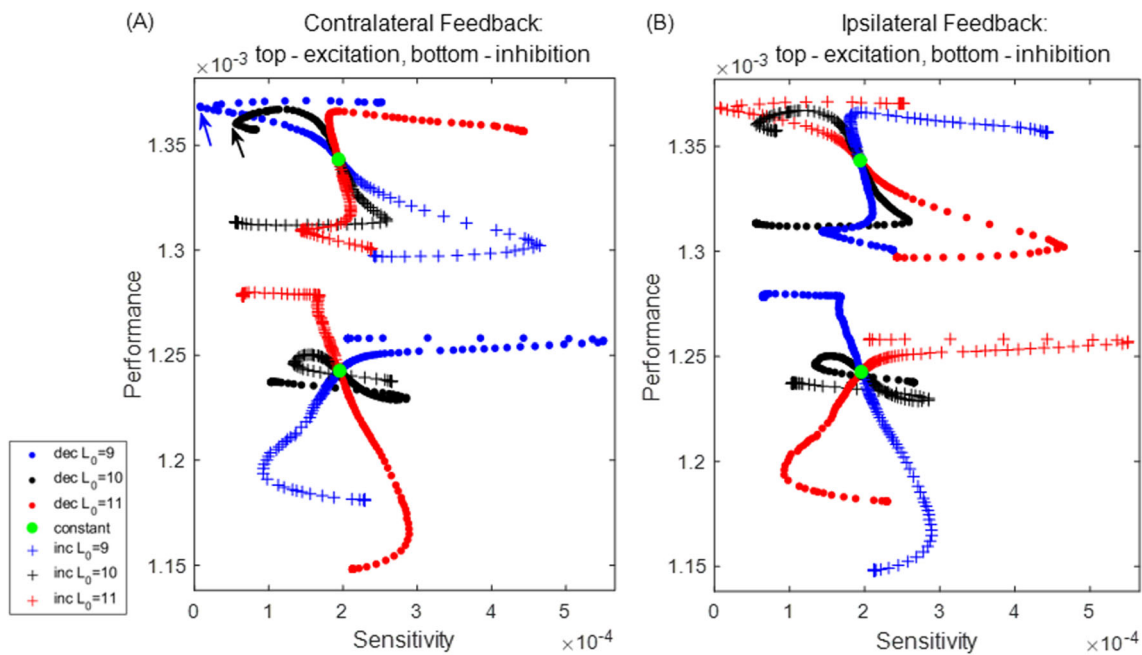 (A)
Contralateral Feedback:
top - excitation, bottom - inhibition
×10⁻³
1.35
1.3
1.25
1.2
1.15
Performance
0
1
2
3
4
5
×10⁻⁴
Sensitivity
(B)
Ipsilateral Feedback:
top - excitation, bottom - inhibition
×10⁻³
1.35
1.3
1.25
1.2
1.15
Performance
0
1
2
3
4
5
×10⁻⁴
Sensitivity
dec L₀=9
dec L₀=10
dec L₀=11
constant
inc L₀=9
inc L₀=10
inc L₀=11